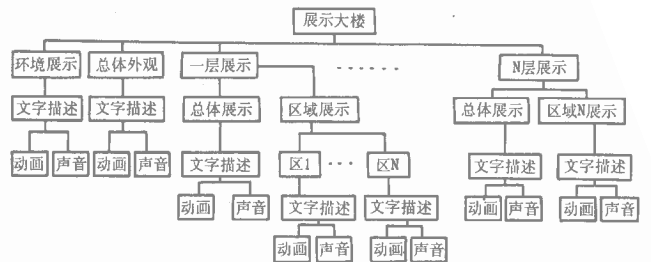 展示大楼
环境展示 总体外观 一层展示 ······ N层展示
文字描述 文字描述 总体展示 区域展示 总体展示 区域N展示
动画 声音 动画 声音 文字描述 区1 ··· 区N 文字描述 文字描述
动画 声音 文字描述 文字描述 动画 声音 动画 声音
动画 声音 动画 声音